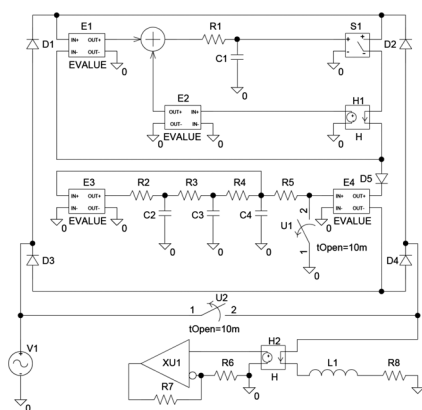 E1
R1
S1
D1
IN+ OUT+
IN- OUT-
EVALUE
0
C1
0
D2
E2
OUT+ IN+
OUT- IN-
EVALUE
0
H1
H
D5
E3
R2
R3
R4
R5
E4
IN+ OUT+
IN- OUT-
EVALUE
0
0
C2
0
C3
0
C4
0
U1
2
1
tOpen=10m
0
IN+ OUT+
IN- OUT-
EVALUE
0
D3
D4
U2
1
2
tOpen=10m
V1
0
XU1
R7
R6
0
H2
H
L1
R8
0